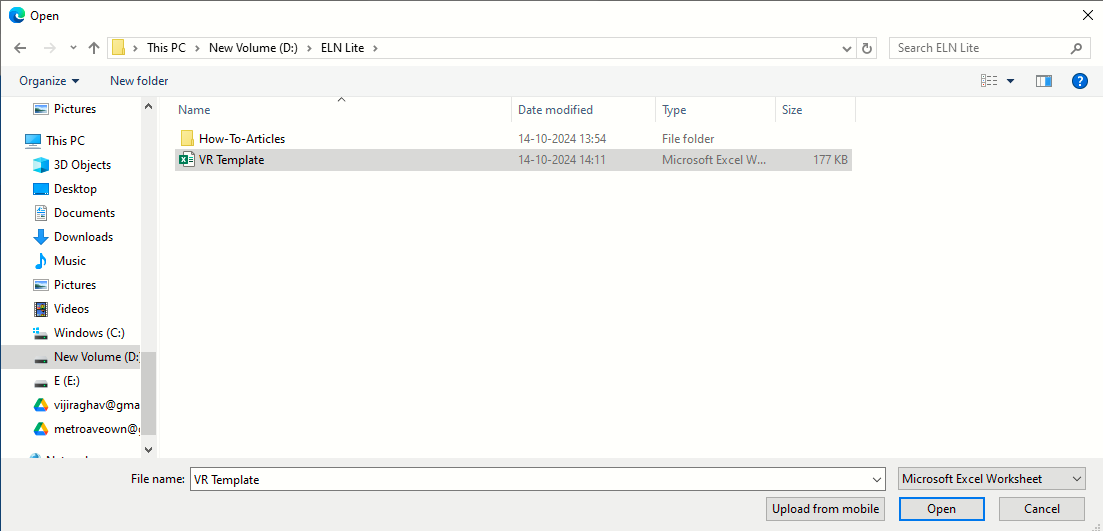 Open
This PC > New Volume (D:) > ELN Lite >
Search ELN Lite
Organize
New folder
Name
Date modified
Type
Size
Pictures
This PC
3D Objects
Desktop
Documents
Downloads
Music
Pictures
Videos
Windows (C:)
New Volume (D:
E (E:)
vijiraghav@gma
metroaveown@g
How-To-Articles
14-10-2024 13:54
File folder
VR Template
14-10-2024 14:11
Microsoft Excel W...
177 KB
File name:
VR Template
Microsoft Excel Worksheet
Upload from mobile
Open
Cancel